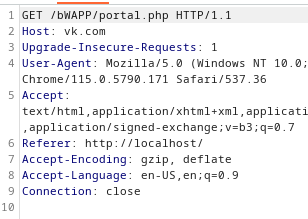 1 GET /bWAPP/portal.php HTTP/1.1
2 Host: vk.com
3 Upgrade-Insecure-Requests: 1
4 User-Agent: Mozilla/5.0 (Windows NT 10.0;
Chrome/115.0.5790.171 Safari/537.36
5 Accept:
text/html,application/xhtml+xml,applicati
,application/signed-exchange;v=b3;q=0.7
6 Referer: http://localhost/
7 Accept-Encoding: gzip, deflate
8 Accept-Language: en-US,en;q=0.9
9 Connection: close
10